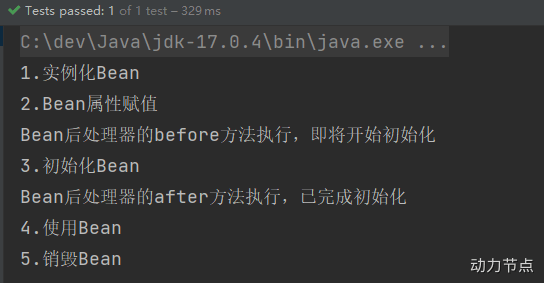 Tests passed: 1 of 1 test – 329 ms
C:\dev\Java\jdk-17.0.4\bin\java.exe ...
1.实例化Bean
2.Bean属性赋值
Bean后处理器的before方法执行，即将开始初始化
3.初始化Bean
Bean后处理器的after方法执行，已完成初始化
4.使用Bean
5.销毁Bean
动力节点